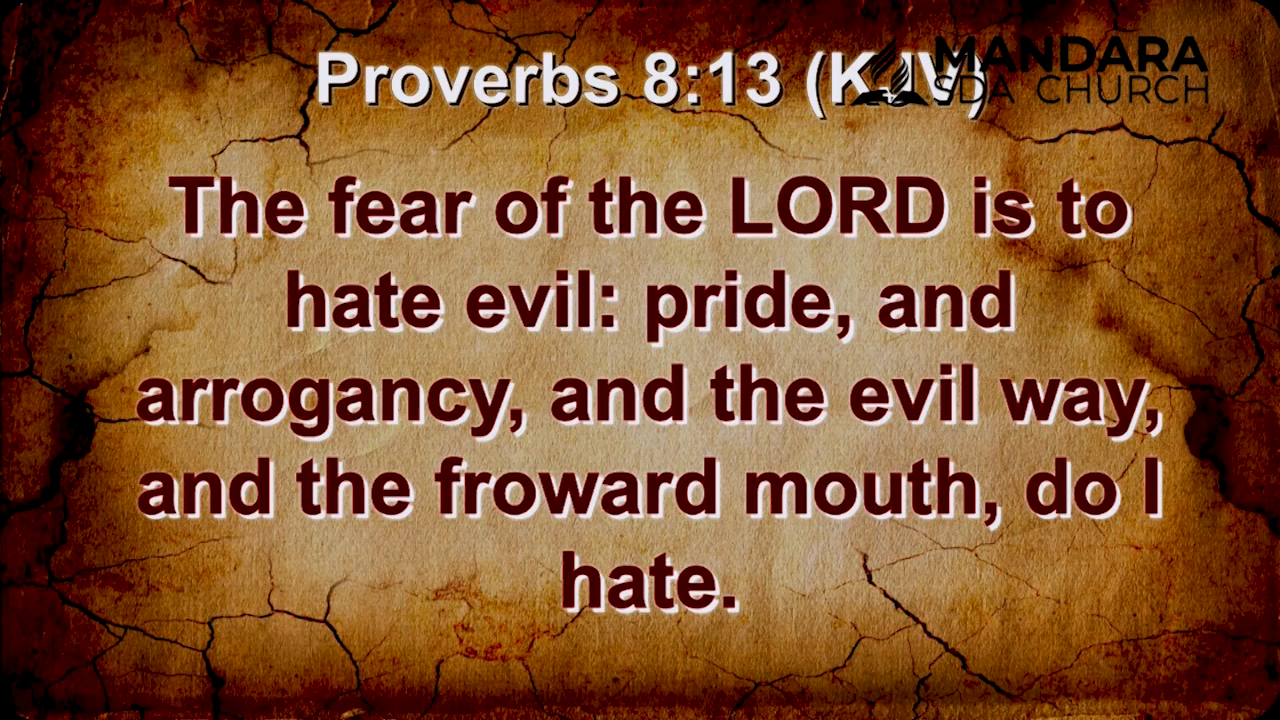 Proverbs 8:13 (KJV)
MANDARA
SDA CHURCH
The fear of the LORD is to
hate evil: pride, and
arrogancy, and the evil way,
and the froward mouth, do I
hate.